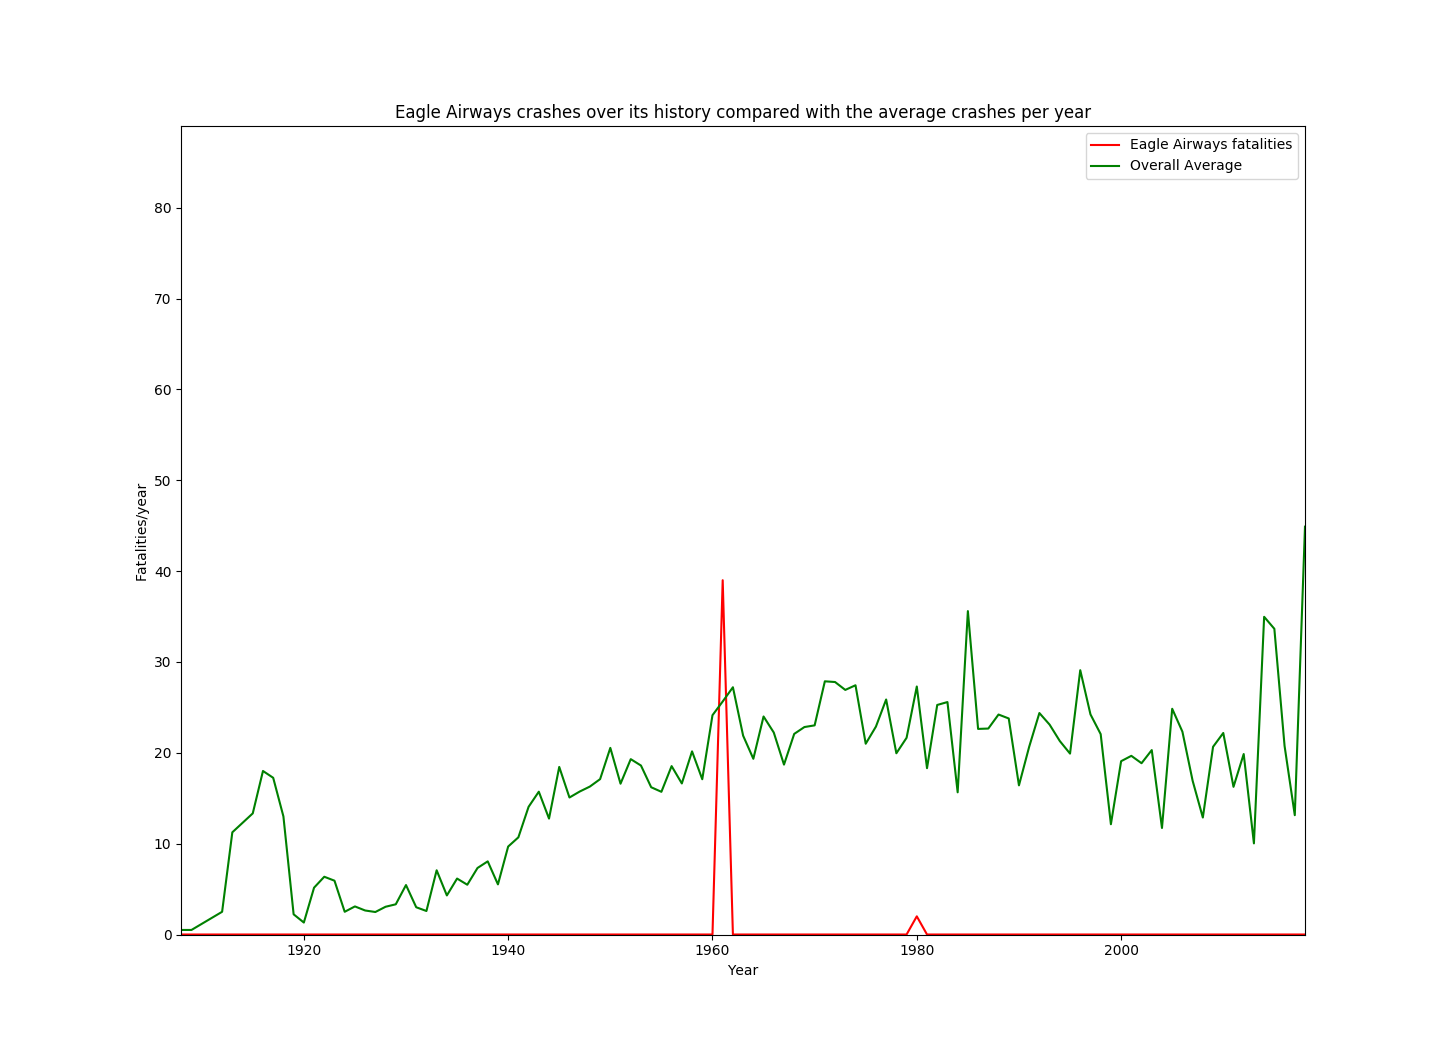 Eagle Airways crashes over its history compared with the average crashes per year
Eagle Airways fatalities
Overall Average
80
70
60
50
40
30
20
10
0
Fatalities/year
1920 1940 1960 1980 2000
Year